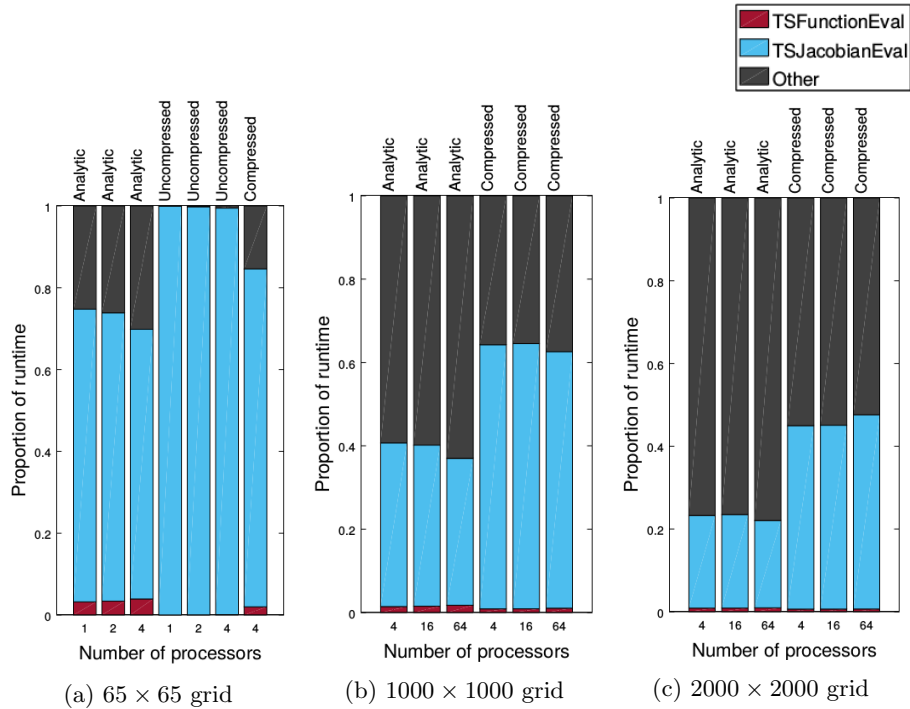 TSFunctionEval
TSJacobianEval
Other
Analytic
Analytic
Analytic
Uncompressed
Uncompressed
Uncompressed
Compressed
1
0.8
0.6
0.4
0.2
0
Proportion of runtime
1 2 4 1 2 4 4
Number of processors
(a) 65 × 65 grid
Analytic
Analytic
Analytic
Compressed
Compressed
Compressed
1
0.8
0.6
0.4
0.2
0
Proportion of runtime
4 16 64 4 16 64
Number of processors
(b) 1000 × 1000 grid
Analytic
Analytic
Analytic
Compressed
Compressed
Compressed
1
0.8
0.6
0.4
0.2
0
Proportion of runtime
4 16 64 4 16 64
Number of processors
(c) 2000 × 2000 grid